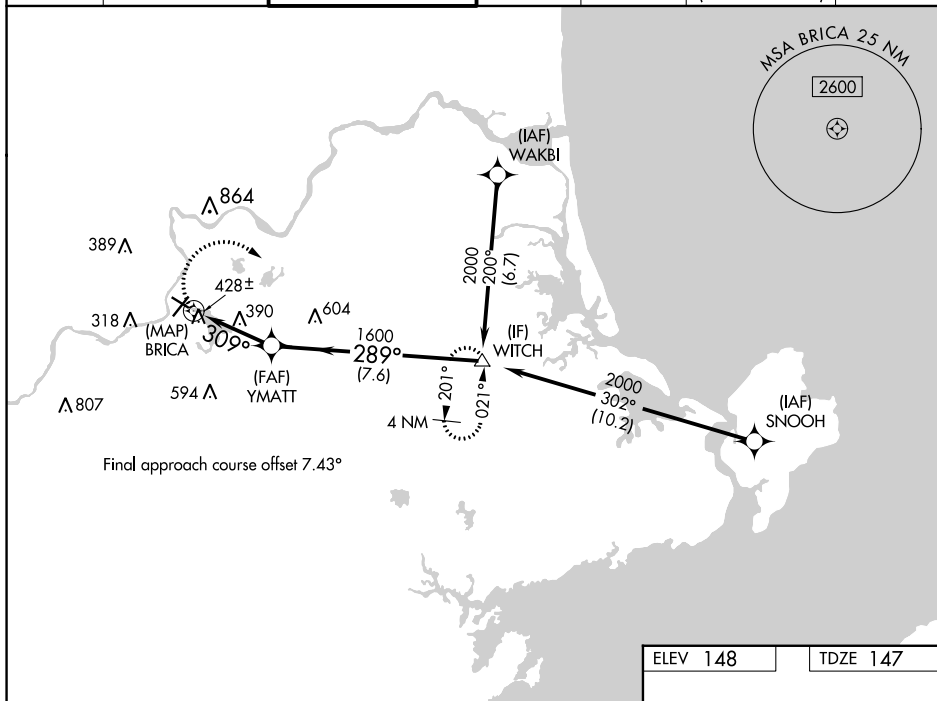 MSA BRICA 25 NM
2600
(IAF)
WAKBI
864
389
2000
200°
(6.7)
428±
390
604
318
(MAP)
BRICA
309°
1600
289°
(7.6)
(IF)
WITCH
(FAF)
YMATT
594
807
201°
021°
4 NM
2000
302°
(10.2)
(IAF)
SNOOH
Final approach course offset 7.43°
ELEV 148
TDZE 147